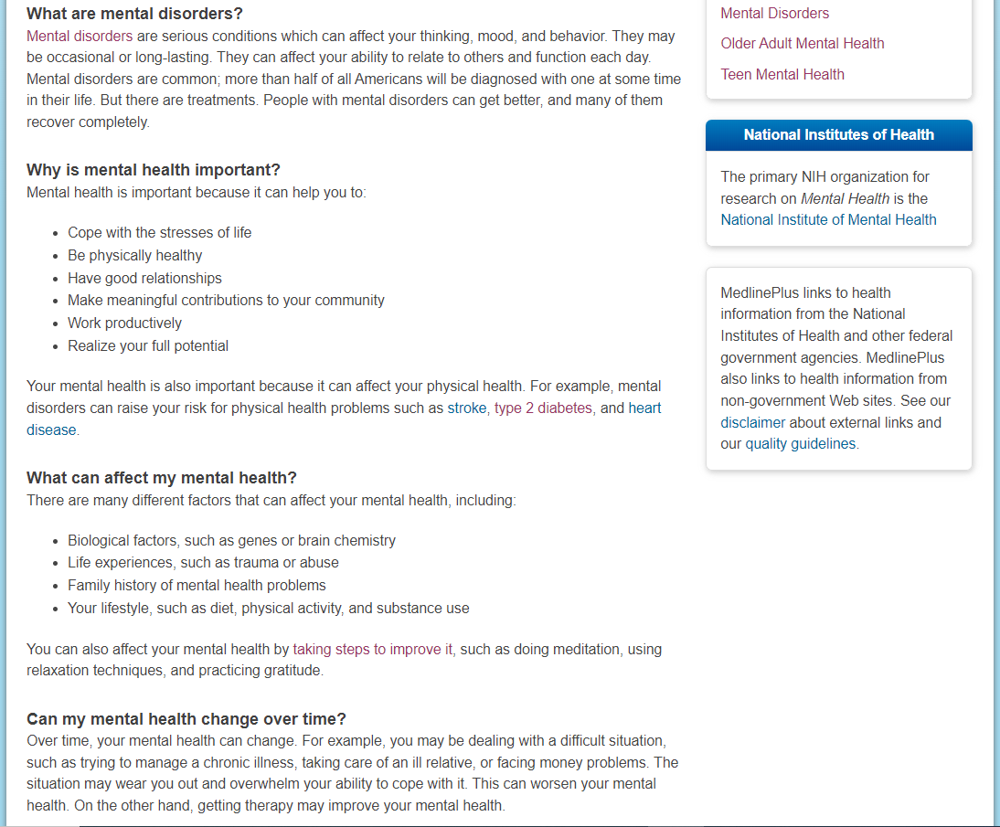 What are mental disorders?
Mental disorders are serious conditions which can affect your thinking, mood, and behavior. They may
be occasional or long-lasting. They can affect your ability to relate to others and function each day.
Mental disorders are common; more than half of all Americans will be diagnosed with one at some time
in their life. But there are treatments. People with mental disorders can get better, and many of them
recover completely.
Why is mental health important?
Mental health is important because it can help you to:
• Cope with the stresses of life
• Be physically healthy
• Have good relationships
• Make meaningful contributions to your community
• Work productively
• Realize your full potential
Your mental health is also important because it can affect your physical health. For example, mental
disorders can raise your risk for physical health problems such as stroke, type 2 diabetes, and heart
disease.
What can affect my mental health?
There are many different factors that can affect your mental health, including:
• Biological factors, such as genes or brain chemistry
• Life experiences, such as trauma or abuse
• Family history of mental health problems
• Your lifestyle, such as diet, physical activity, and substance use
You can also affect your mental health by taking steps to improve it, such as doing meditation, using
relaxation techniques, and practicing gratitude.
Can my mental health change over time?
Over time, your mental health can change. For example, you may be dealing with a difficult situation,
such as trying to manage a chronic illness, taking care of an ill relative, or facing money problems. The
situation may wear you out and overwhelm your ability to cope with it. This can worsen your mental
health. On the other hand, getting therapy may improve your mental health.
Mental Disorders
Older Adult Mental Health
Teen Mental Health
National Institutes of Health
The primary NIH organization for
research on Mental Health is the
National Institute of Mental Health
MedlinePlus links to health
information from the National
Institutes of Health and other federal
government agencies. MedlinePlus
also links to health information from
non-government Web sites. See our
disclaimer about external links and
our quality guidelines.